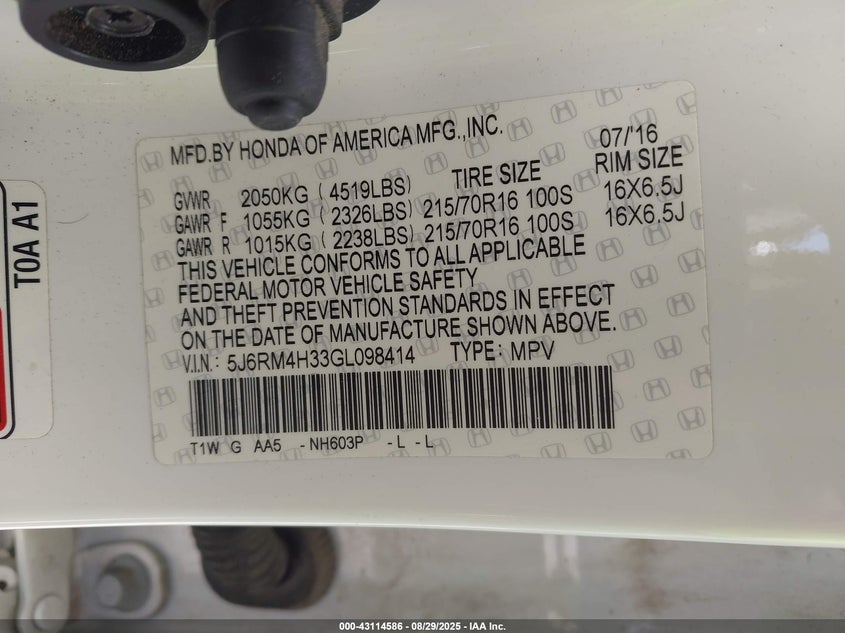 MFD.BY HONDA OF AMERICA MFG.,INC. 07/'16
TIRE SIZE RIM SIZE
GVWR 2050KG ( 4519LBS)
GAWR F 1055KG ( 2326LBS) 215/70R16 100S 16X6.5J
GAWR R 1015KG ( 2238LBS) 215/70R16 100S 16X6.5J
THIS VEHICLE CONFORMS TO ALL APPLICABLE
FEDERAL MOTOR VEHICLE SAFETY
AND THEFT PREVENTION STANDARDS IN EFFECT
ON THE DATE OF MANUFACTURE SHOWN ABOVE.
V.I.N.: 5J6RM4H33GL098414 TYPE: MPV
T1W G AA5 -NH603P -L -L
T0A A1
000-43114586 - 08/29/2025 - IAA Inc.